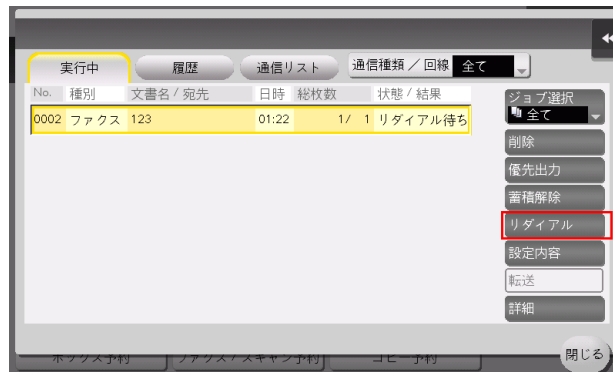 実行中 履歴 通信リスト 通信種類／回線 全て
No. 種別 文書名/宛先 日時 総枚数 状態/結果
0002 ファクス 123 01:22 1/ 1 リダイアル待ち
ジョブ選択
全て
削除
優先出力
蓄積解除
リダイアル
設定内容
転送
詳細
ボックス予約 ファクス/スキャン予約 コピー予約
閉じる